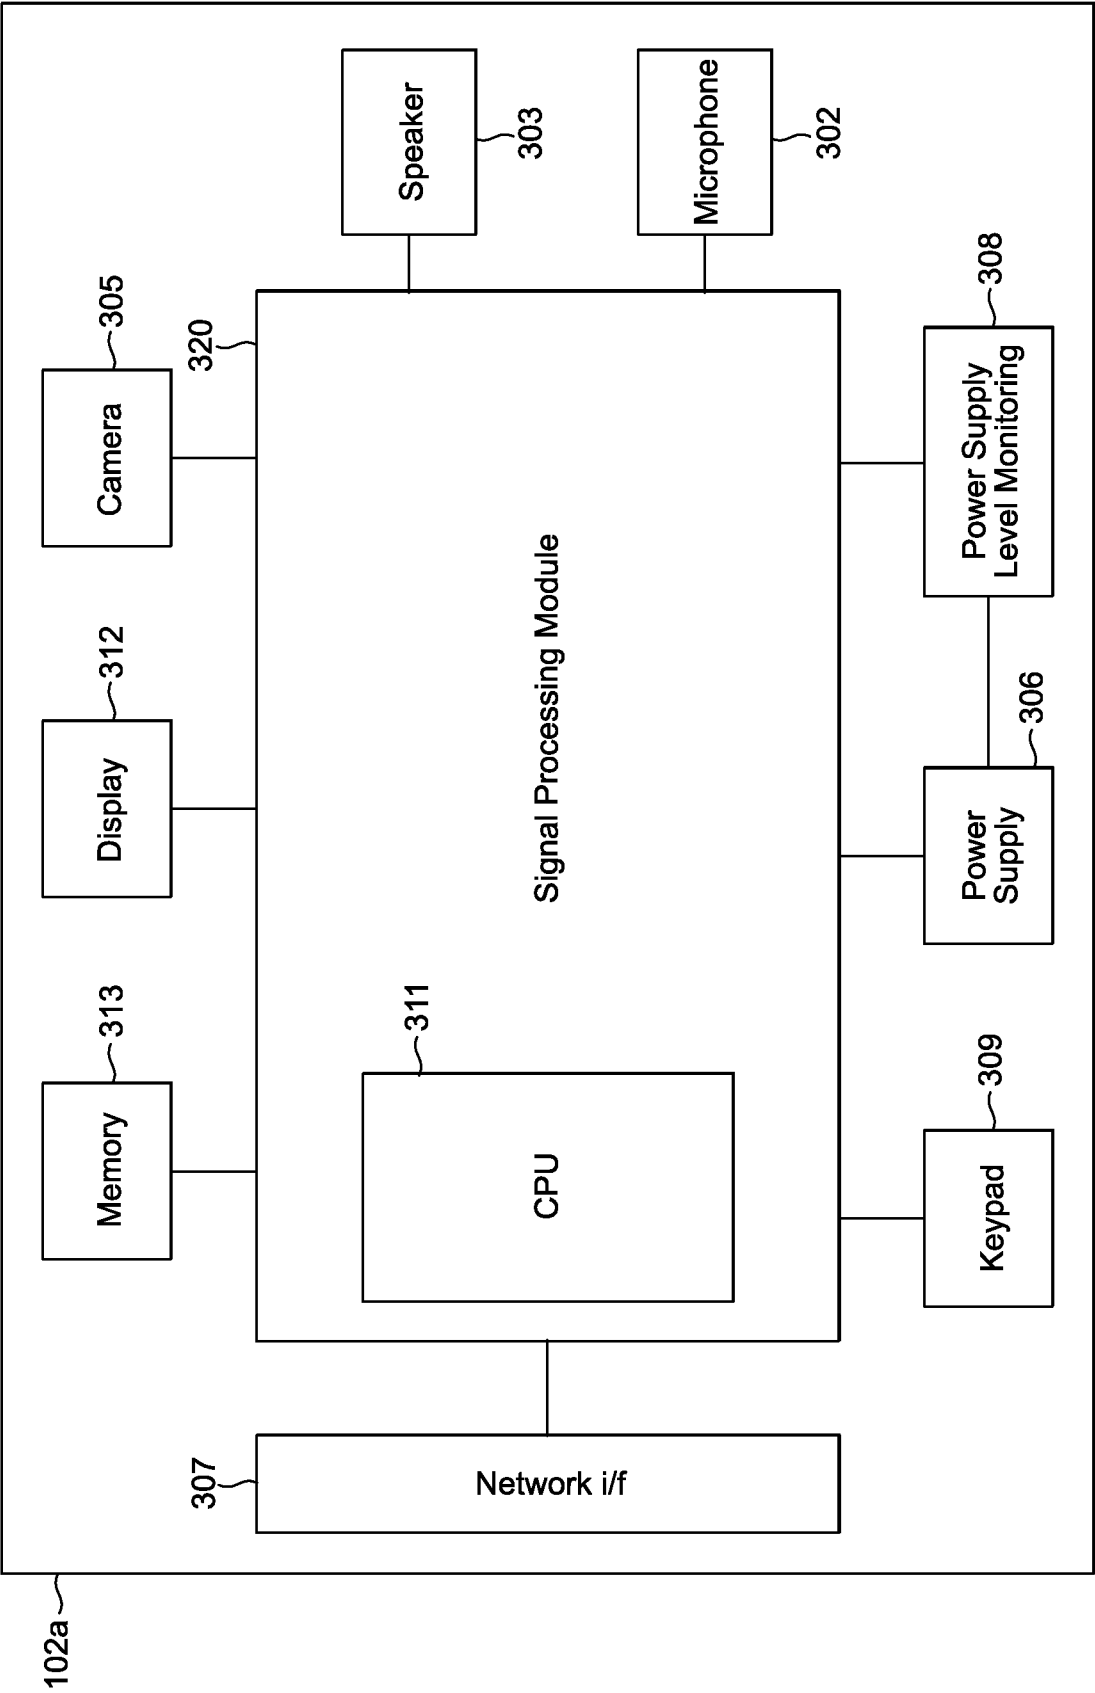 102a
307
Network i/f
Memory
313
Display
312
Camera
305
320
311
CPU
Signal Processing Module
Speaker
303
Microphone
302
Keypad
309
Power
Supply
306
Power Supply
Level Monitoring
308